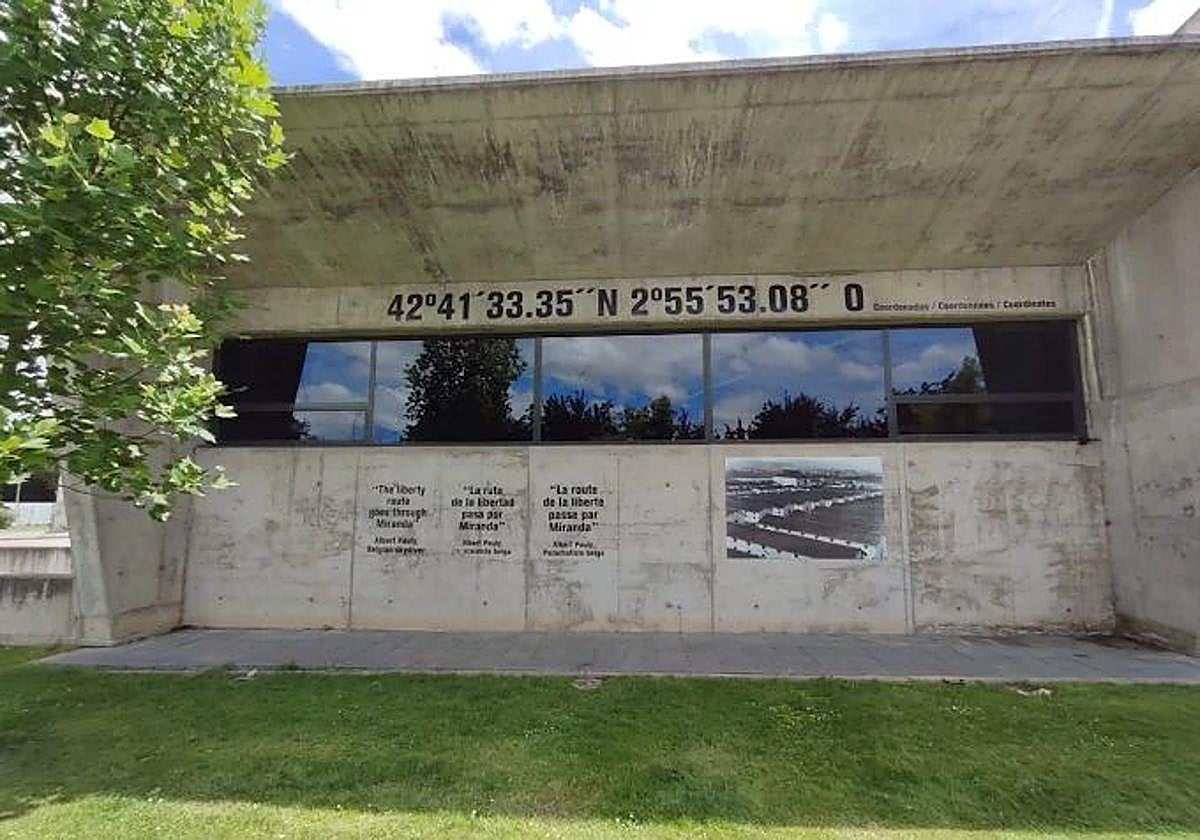 42º41´33.35´´N 2º55´53.08´´ O Coordenadas / Coordonnées / Coordinates
"The liberty
route
goes through
Miranda"
Albert Pauly,
Belgian skydiver
"La ruta
de la libertad
pasa por
Miranda"
Albert Pauly,
belga
"La route
de la liberté
passe par
Miranda"
Albert Pauly,
Parachutiste belge